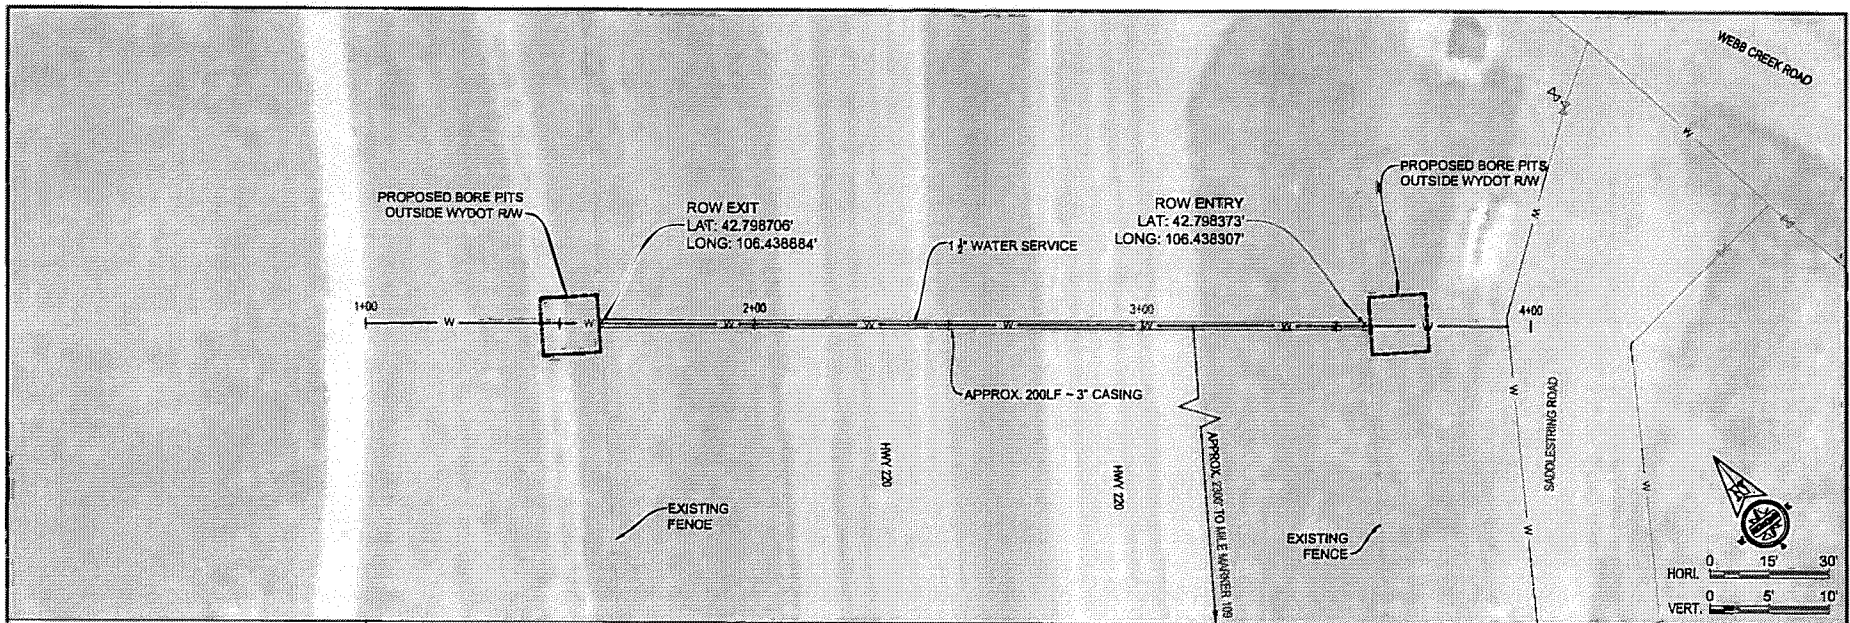 WEBB CREEK ROAD
PROPOSED BORE PITS
OUTSIDE WYDOT R/W
PROPOSED BORE PITS
OUTSIDE WYDOT R/W
ROW EXIT
LAT: 42.798706'
LONG: 106.438884'
ROW ENTRY
LAT: 42.798373'
LONG: 106.438307'
1 ½" WATER SERVICE
1+00
2+00
3+00
4+00
W
W
W
W
W
W
W
W
W
W
W
W
W
W
APPROX. 200LF ~ 3" CASING
HWY 220
HWY 220
APPROX. 2300' TO MILE MARKER 109
SADDLESTRING ROAD
EXISTING
FENCE
EXISTING
FENCE
HORI.
0 15' 30'
VERT.
0 5' 10'